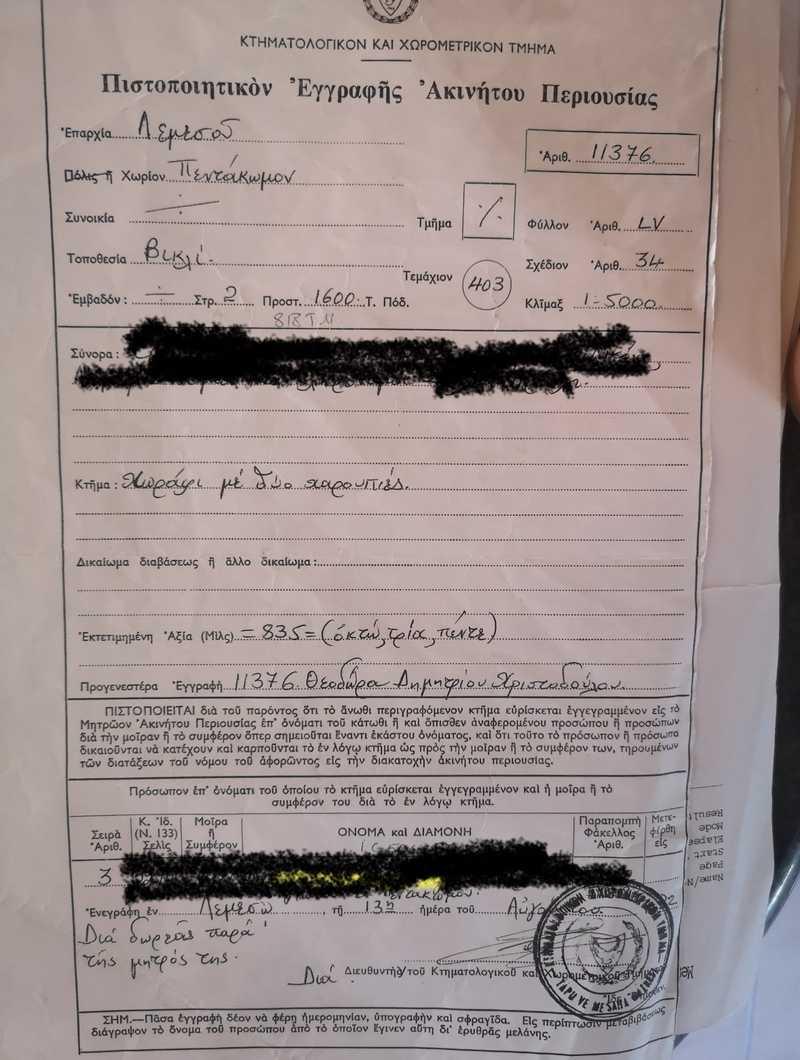 ΚΤΗΜΑΤΟΛΟΓΙΚΟΝ ΚΑΙ ΧΩΡΟΜΕΤΡΙΚΟΝ ΤΜΗΜΑ
Πιστοποιητικὸν Ἐγγραφῆς Ἀκινήτου Περιουσίας
Ἐπαρχία Λεμεσοῦ
Ἀριθ. 11376.
Πόλις ἢ Χωρίον Πεντάκωμον
Συνοικία
Τμῆμα
Φύλλον Ἀριθ. LV
Τοποθεσία Βικλί
Τεμάχιον 403
Σχέδιον Ἀριθ. 34
Ἐμβαδόν : — Στρ. 2 Προστ. 1600 Τ. Πόδ.
Κλῖμαξ 1-5000
Σύνορα :
Κτῆμα : Χωράφι μέ δύο χαρουπιές.
Δικαίωμα διαβάσεως ἢ ἄλλο δικαίωμα :
Ἐκτετιμημένη Ἀξία (Μὶλς) = 835 = (ὀκτώ, τρία, πέντε)
Προγενεστέρα Ἐγγραφὴ 11376 Θεοδώρα Δημητρίου Χριστοδούλου.
ΠΙΣΤΟΠΟΙΕΙΤΑΙ διὰ τοῦ παρόντος ὅτι τὸ ἄνωθι περιγραφόμενον κτῆμα εὑρίσκεται ἐγγεγραμμένον εἰς τὸ
Μητρῶον Ἀκινήτου Περιουσίας ἐπ' ὀνόματι τοῦ κάτωθι ἢ καὶ ὄπισθεν ἀναφερομένου προσώπου ἢ προσώπων
διὰ τὴν μοῖραν ἢ τὸ συμφέρον ὅπερ σημειοῦται ἔναντι ἑκάστου ὀνόματος, καὶ ὅτι τοῦτο τὸ πρόσωπον ἢ πρόσωπα
δικαιοῦνται νὰ κατέχουν καὶ καρποῦνται τὸ ἐν λόγῳ κτῆμα ὡς πρὸς τὴν μοῖραν ἢ τὸ συμφέρον των, τηρουμένων
τῶν διατάξεων τοῦ νόμου τοῦ ἀφορῶντος εἰς τὴν διακατοχὴν ἀκινήτου περιουσίας.
Πρόσωπον ἐπ' ὀνόματι τοῦ ὁποίου τὸ κτῆμα εὑρίσκεται ἐγγεγραμμένον καὶ ἡ μοῖρα ἢ τὸ
συμφέρον του διὰ τὸ ἐν λόγῳ κτῆμα.
Σειρὰ Ἀριθ.
Κ. Ἰδ. (Ν. 133) Σελὶς
Μοῖρα ἢ Συμφέρον
ΟΝΟΜΑ καὶ ΔΙΑΜΟΝΗ
Παραπομπὴ Φάκελλος Ἀριθ.
Μετεφέρθη εἰς
3
Ἐνεγράφη ἐν Λεμεσῶ, τῇ 13η ἡμέρα τοῦ
Διά δωρεᾶς παρά
τῆς μητρός της.
Διά Διευθυντὴν τοῦ Κτηματολογικοῦ καὶ Χωρομετρικοῦ
ΣΗΜ.—Πᾶσα ἐγγραφὴ δέον νὰ φέρῃ ἡμερομηνίαν, ὑπογραφὴν καὶ σφραγῖδα. Εἰς περίπτωσιν μεταβιβάσεως
διάγραψον τὸ ὄνομα τοῦ προσώπου ἀπὸ τὸ ὁποῖον ἔγινεν αὕτη δι' ἐρυθρᾶς μελάνης.